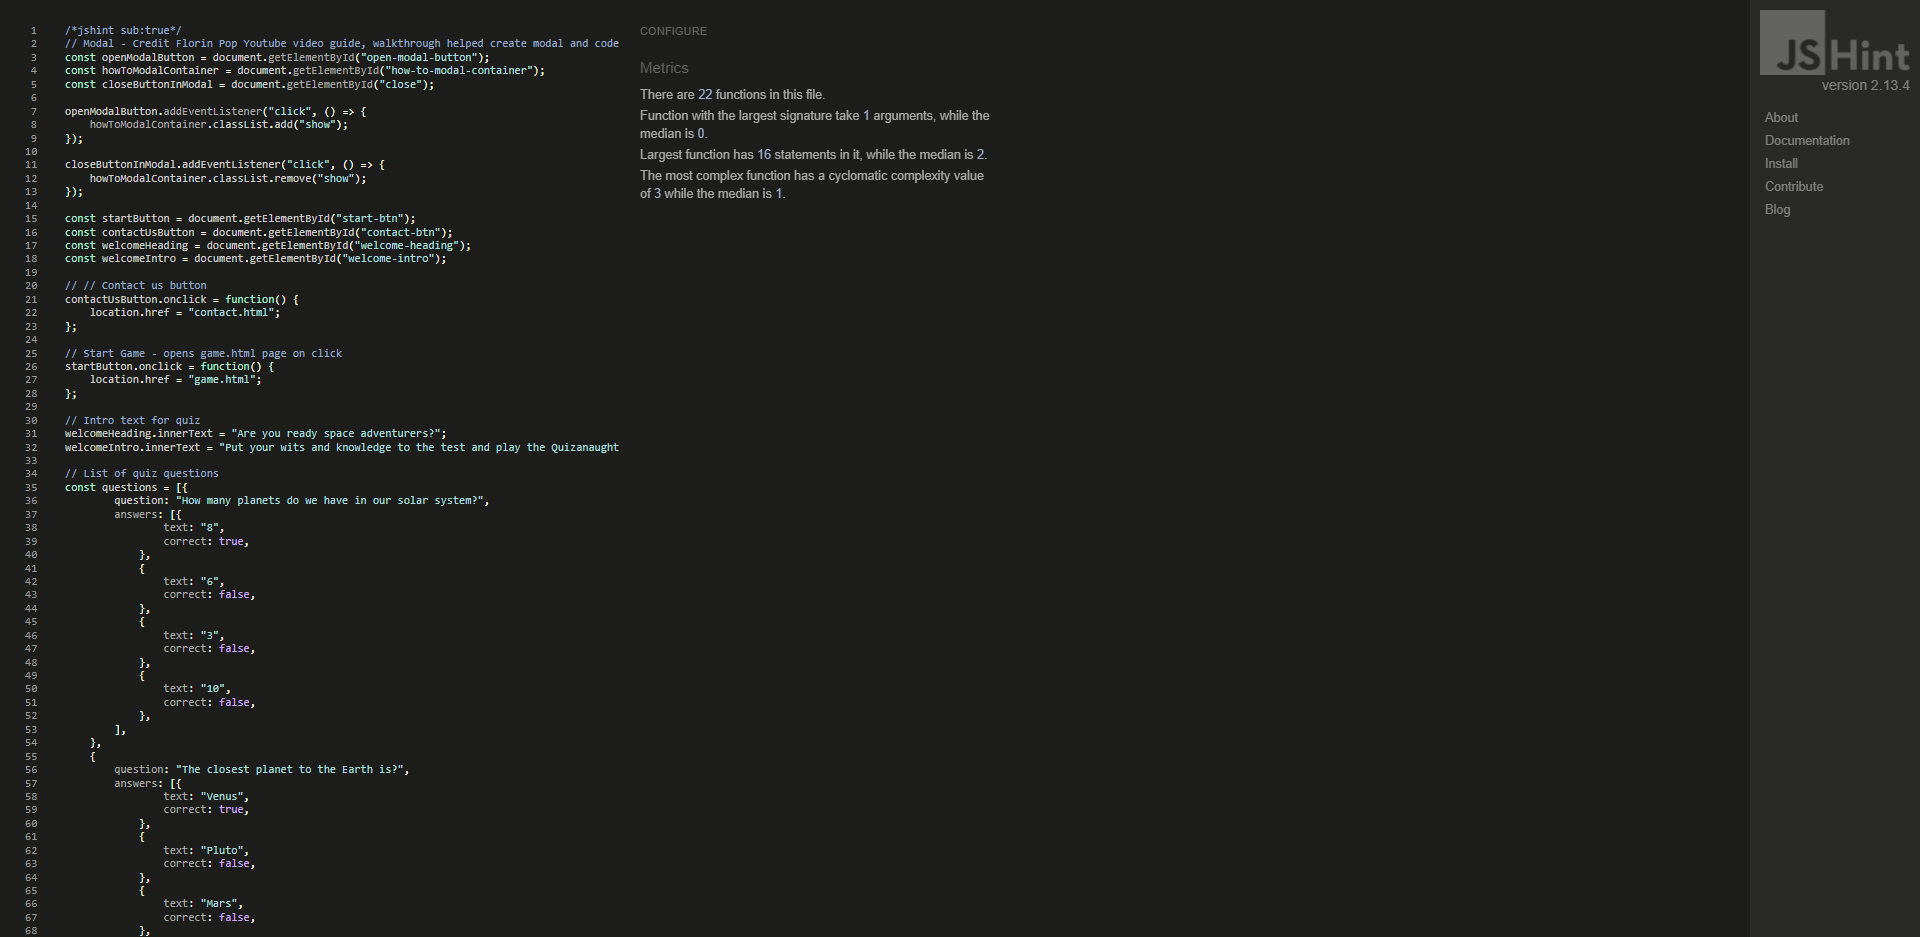 1 /*jshint sub:true*/
2 // Modal - Credit Florin Pop Youtube video guide, walkthrough helped create modal and code
3 const openModalButton = document.getElementById("open-modal-button");
4 const howToModalContainer = document.getElementById("how-to-modal-container");
5 const closeButtonInModal = document.getElementById("close");
6
7 openModalButton.addEventListener("click", () => {
8 howToModalContainer.classList.add("show");
9 });
10
11 closeButtonInModal.addEventListener("click", () => {
12 howToModalContainer.classList.remove("show");
13 });
14
15 const startButton = document.getElementById("start-btn");
16 const contactUsButton = document.getElementById("contact-btn");
17 const welcomeHeading = document.getElementById("welcome-heading");
18 const welcomeIntro = document.getElementById("welcome-intro");
19
20 // // Contact us button
21 contactUsButton.onclick = function() {
22 location.href = "contact.html";
23 };
24
25 // Start Game - opens game.html page on click
26 startButton.onclick = function() {
27 location.href = "game.html";
28 };
29
30 // Intro text for quiz
31 welcomeHeading.innerText = "Are you ready space adventurers?";
32 welcomeIntro.innerText = "Put your wits and knowledge to the test and play the Quizanaught
33
34 // List of quiz questions
35 const questions = [{
36 question: "How many planets do we have in our solar system?",
37 answers: [{
38 text: "8",
39 correct: true,
40 },
41 {
42 text: "6",
43 correct: false,
44 },
45 {
46 text: "3",
47 correct: false,
48 },
49 {
50 text: "10",
51 correct: false,
52 },
53 ],
54 },
55 {
56 question: "The closest planet to the Earth is?",
57 answers: [{
58 text: "Venus",
59 correct: true,
60 },
61 {
62 text: "Pluto",
63 correct: false,
64 },
65 {
66 text: "Mars",
67 correct: false,
68 },
CONFIGURE
Metrics
There are 22 functions in this file.
Function with the largest signature take 1 arguments, while the
median is 0.
Largest function has 16 statements in it, while the median is 2.
The most complex function has a cyclomatic complexity value
of 3 while the median is 1.
JSHint
version 2.13.4
About
Documentation
Install
Contribute
Blog